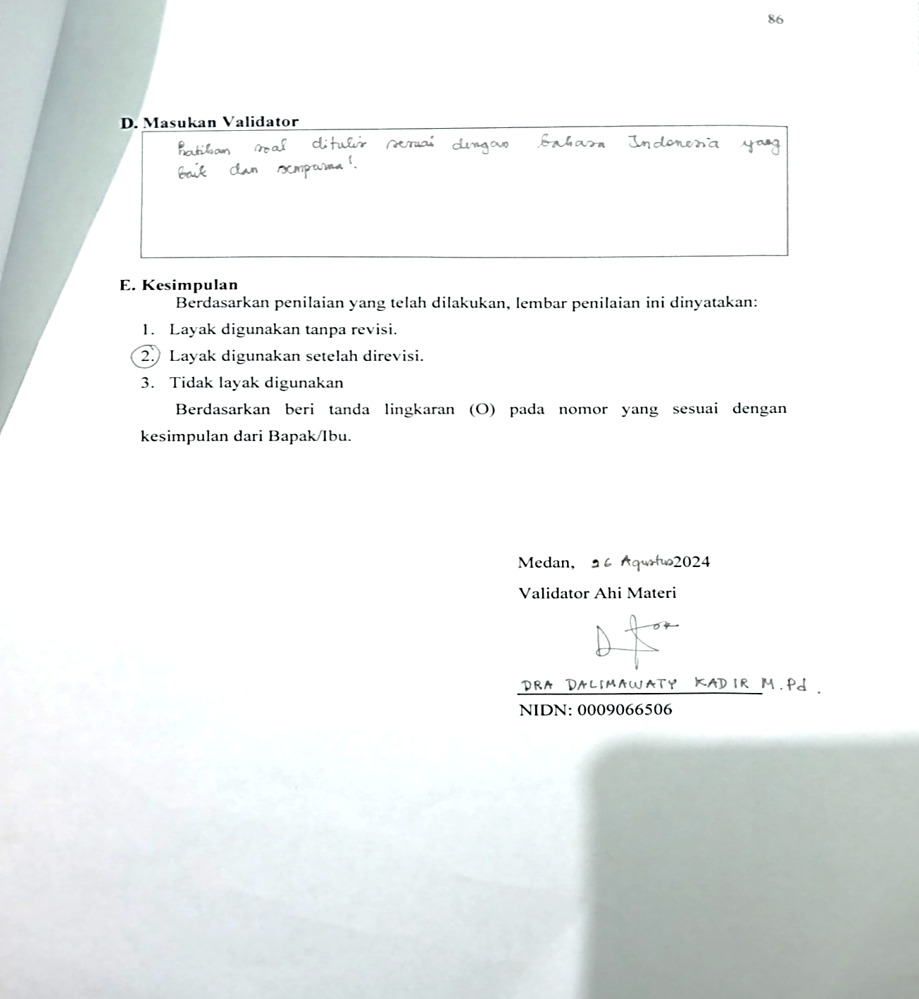 86
D. Masukan Validator
Latihan soal ditulis sesuai dengan bahasa Indonesia yang
baik dan sempurna!.
E. Kesimpulan
Berdasarkan penilaian yang telah dilakukan, lembar penilaian ini dinyatakan:
1. Layak digunakan tanpa revisi.
2. Layak digunakan setelah direvisi.
3. Tidak layak digunakan
Berdasarkan beri tanda lingkaran (O) pada nomor yang sesuai dengan
kesimpulan dari Bapak/Ibu.
Medan, 26 Agustus 2024
Validator Ahi Materi
DRA DALIMAWATY KADIR M.Pd.
NIDN: 0009066506